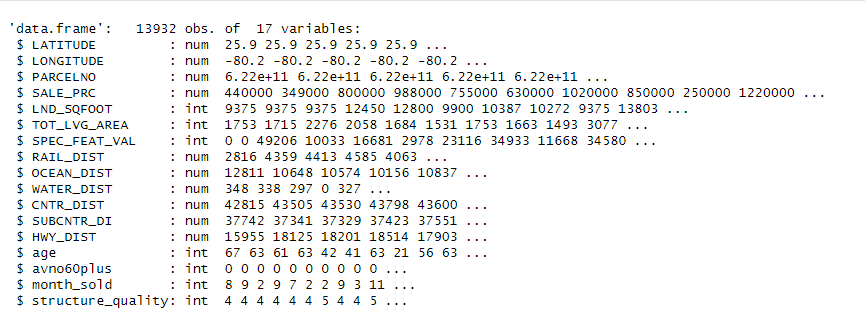 'data.frame':   13932 obs. of  17 variables:
 $ LATITUDE         : num  25.9 25.9 25.9 25.9 25.9 ...
 $ LONGITUDE        : num  -80.2 -80.2 -80.2 -80.2 -80.2 ...
 $ PARCELNO         : num  6.22e+11 6.22e+11 6.22e+11 6.22e+11 6.22e+11 ...
 $ SALE_PRC         : num  440000 349000 800000 988000 755000 630000 1020000 850000 250000 1220000 ...
 $ LND_SQFOOT       : int  9375 9375 9375 12450 12800 9900 10387 10272 9375 13803 ...
 $ TOT_LVG_AREA     : int  1753 1715 2276 2058 1684 1531 1753 1663 1493 3077 ...
 $ SPEC_FEAT_VAL    : int  0 0 49206 10033 16681 2978 23116 34933 11668 34580 ...
 $ RAIL_DIST        : num  2816 4359 4413 4585 4063 ...
 $ OCEAN_DIST       : num  12811 10648 10574 10156 10837 ...
 $ WATER_DIST       : num  348 338 297 0 327 ...
 $ CNTR_DIST        : num  42815 43505 43530 43798 43600 ...
 $ SUBCNTR_DI       : num  37742 37341 37329 37423 37551 ...
 $ HWY_DIST         : num  15955 18125 18201 18514 17903 ...
 $ age              : int  67 63 61 63 42 41 63 21 56 63 ...
 $ avno60plus       : int  0 0 0 0 0 0 0 0 0 0 ...
 $ month_sold       : int  8 9 2 9 7 2 2 9 3 11 ...
 $ structure_quality: int  4 4 4 4 4 4 5 4 4 5 ...